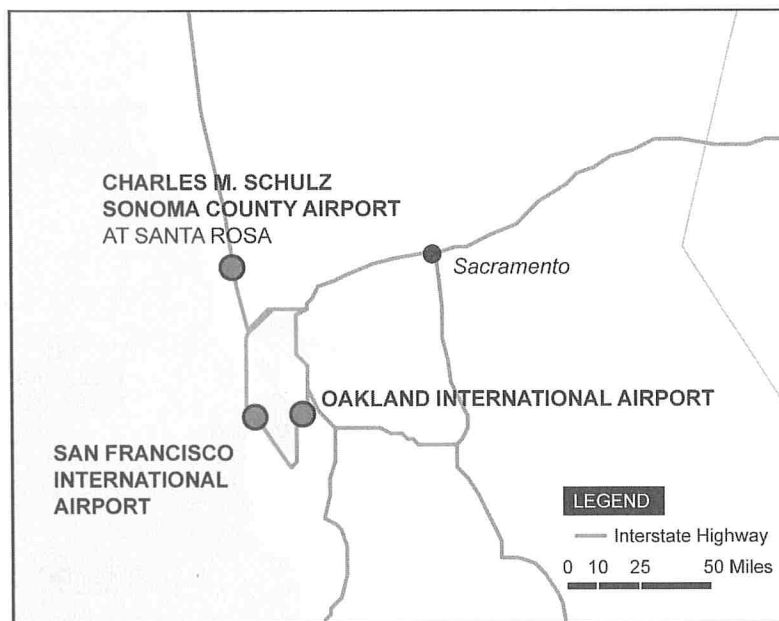 CHARLES M. SCHULZ
SONOMA COUNTY AIRPORT
AT SANTA ROSA
Sacramento
OAKLAND INTERNATIONAL AIRPORT
SAN FRANCISCO
INTERNATIONAL
AIRPORT
LEGEND
Interstate Highway
0 10 25 50 Miles